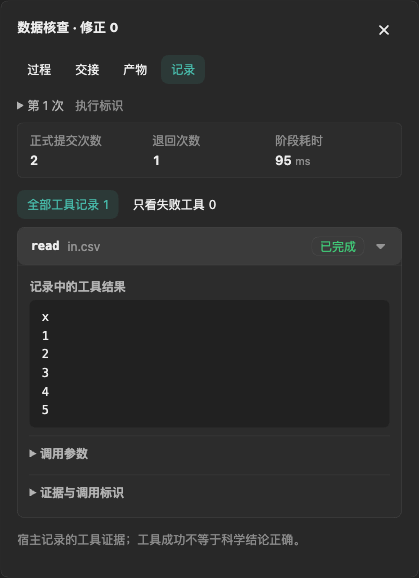 数据核查 · 修正 0
过程 交接 产物 记录
第 1 次 执行标识
正式提交次数 退回次数 阶段耗时
2 1 95 ms
全部工具记录 1 只看失败工具 0
read in.csv 已完成
记录中的工具结果
x
1
2
3
4
5
调用参数
证据与调用标识
宿主记录的工具证据；工具成功不等于科学结论正确。